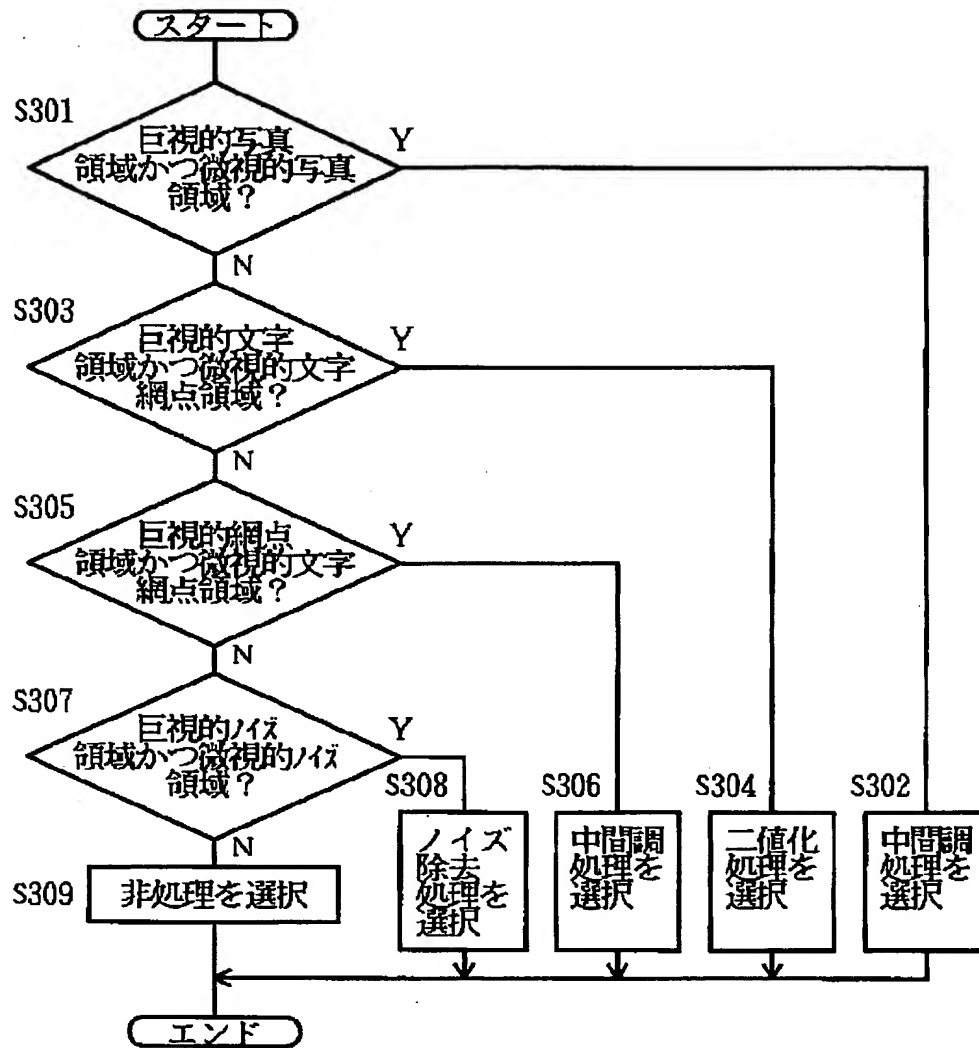 スタート
S301
巨視的写真
領域かつ微視的写真
領域？
Y
N
S303
巨視的文字
領域かつ微視的文字
網点領域？
Y
N
S305
巨視的網点
領域かつ微視的文字
網点領域？
Y
N
S307
巨視的ノイズ
領域かつ微視的ノイズ
領域？
Y
N
S308
ノイズ
除去
処理を
選択
S306
中間調
処理を
選択
S304
二値化
処理を
選択
S302
中間調
処理を
選択
S309
非処理を選択
エンド